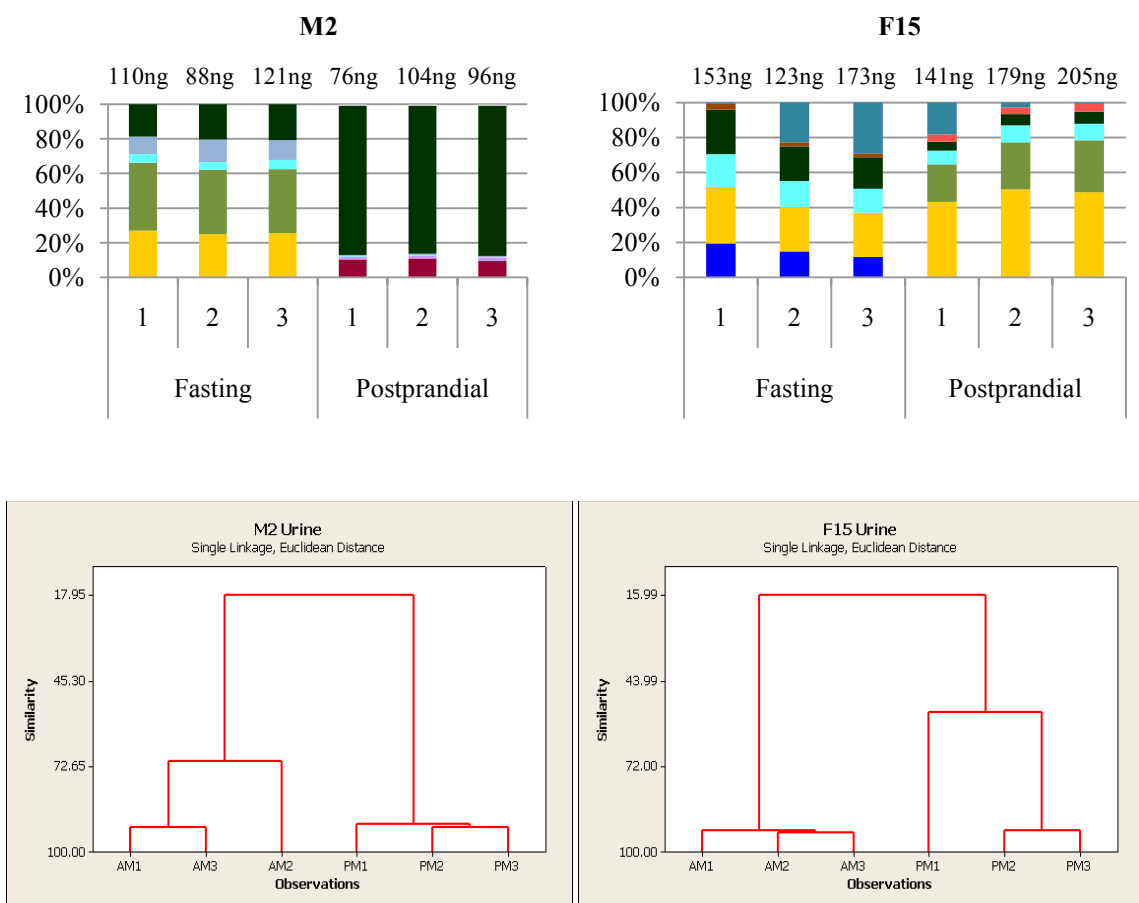 M2
110ng 88ng 121ng 76ng 104ng 96ng
100%
80%
60%
40%
20%
0%
1 2 3 1 2 3
Fasting Postprandial
F15
153ng 123ng 173ng 141ng 179ng 205ng
100%
80%
60%
40%
20%
0%
1 2 3 1 2 3
Fasting Postprandial
M2 Urine
Single Linkage, Euclidean Distance
Similarity
17.95
45.30
72.65
100.00
AM1 AM3 AM2 PM1 PM2 PM3
Observations
F15 Urine
Single Linkage, Euclidean Distance
Similarity
15.99
43.99
72.00
100.00
AM1 AM2 AM3 PM1 PM2 PM3
Observations